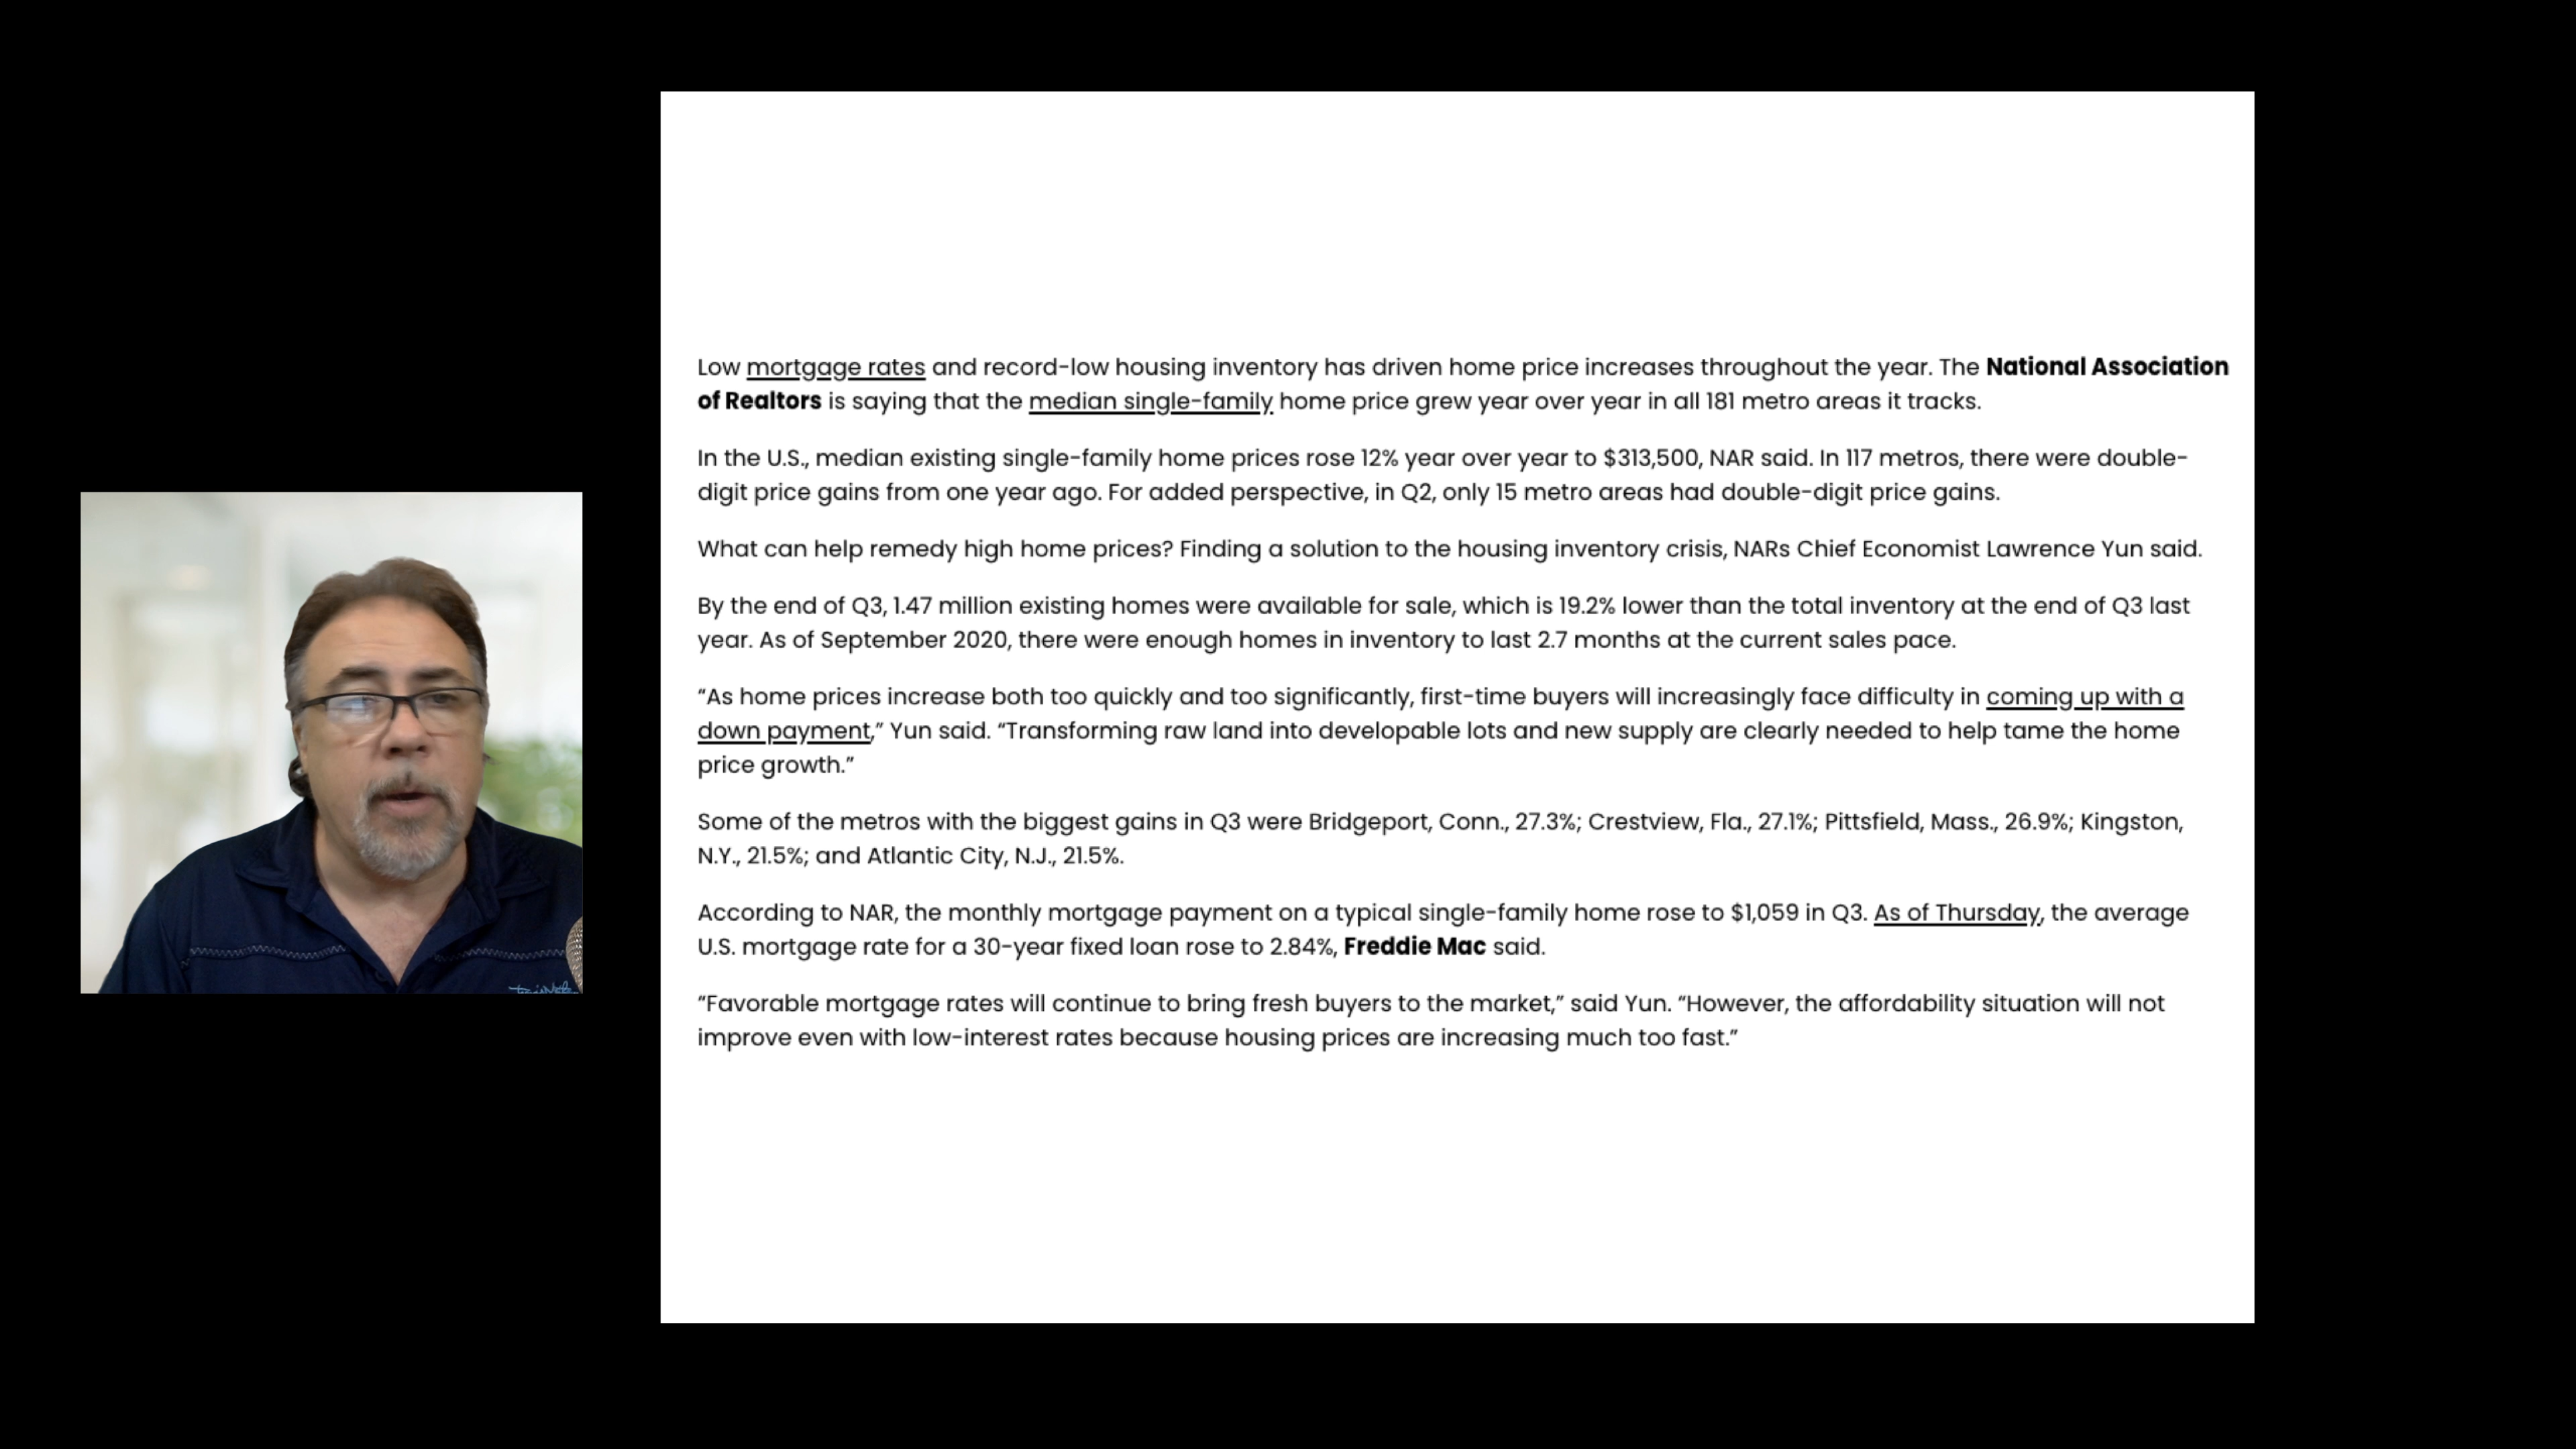 Low mortgage rates and record-low housing inventory has driven home price increases throughout the year. The National Association
of Realtors is saying that the median single-family home price grew year over year in all 181 metro areas it tracks.
In the U.S., median existing single-family home prices rose 12% year over year to $313,500, NAR said. In 117 metros, there were double-
digit price gains from one year ago. For added perspective, in Q2, only 15 metro areas had double-digit price gains.
What can help remedy high home prices? Finding a solution to the housing inventory crisis, NARs Chief Economist Lawrence Yun said.
By the end of Q3, 1.47 million existing homes were available for sale, which is 19.2% lower than the total inventory at the end of Q3 last
year. As of September 2020, there were enough homes in inventory to last 2.7 months at the current sales pace.
“As home prices increase both too quickly and too significantly, first-time buyers will increasingly face difficulty in coming up with a
down payment,” Yun said. “Transforming raw land into developable lots and new supply are clearly needed to help tame the home
price growth.”
Some of the metros with the biggest gains in Q3 were Bridgeport, Conn., 27.3%; Crestview, Fla., 27.1%; Pittsfield, Mass., 26.9%; Kingston,
N.Y., 21.5%; and Atlantic City, N.J., 21.5%.
According to NAR, the monthly mortgage payment on a typical single-family home rose to $1,059 in Q3. As of Thursday, the average
U.S. mortgage rate for a 30-year fixed loan rose to 2.84%, Freddie Mac said.
“Favorable mortgage rates will continue to bring fresh buyers to the market,” said Yun. “However, the affordability situation will not
improve even with low-interest rates because housing prices are increasing much too fast.”